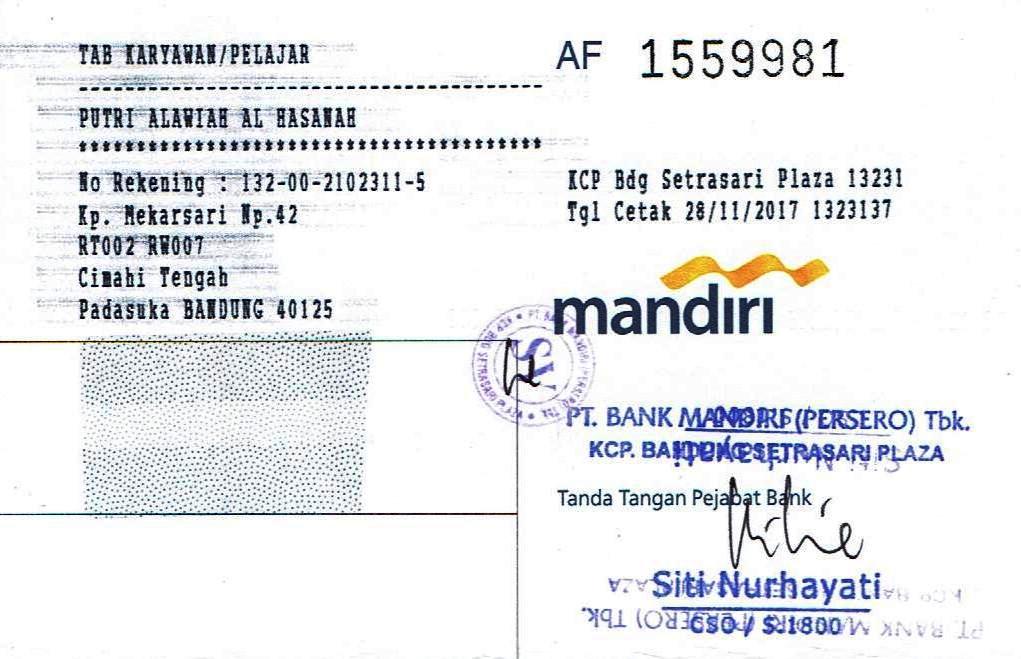 TAB KARYAWAN/PELAJAR
AF 1559981
PUTRI ALAWIAH AL HASANAH
No Rekening : 132-00-2102311-5
Kp. Mekarsari Np.42
RT002 RW007
Cimahi Tengah
Padasuka BANDUNG 40125
KCP Bdg Setrasari Plaza 13231
Tgl Cetak 28/11/2017 1323137
mandiri
PT. BANK MANDIRI (PERSERO) Tbk.
KCP. BANDUNG SETRASARI PLAZA
Tanda Tangan Pejabat Bank
Siti Nurhayati
CSO / S.1800